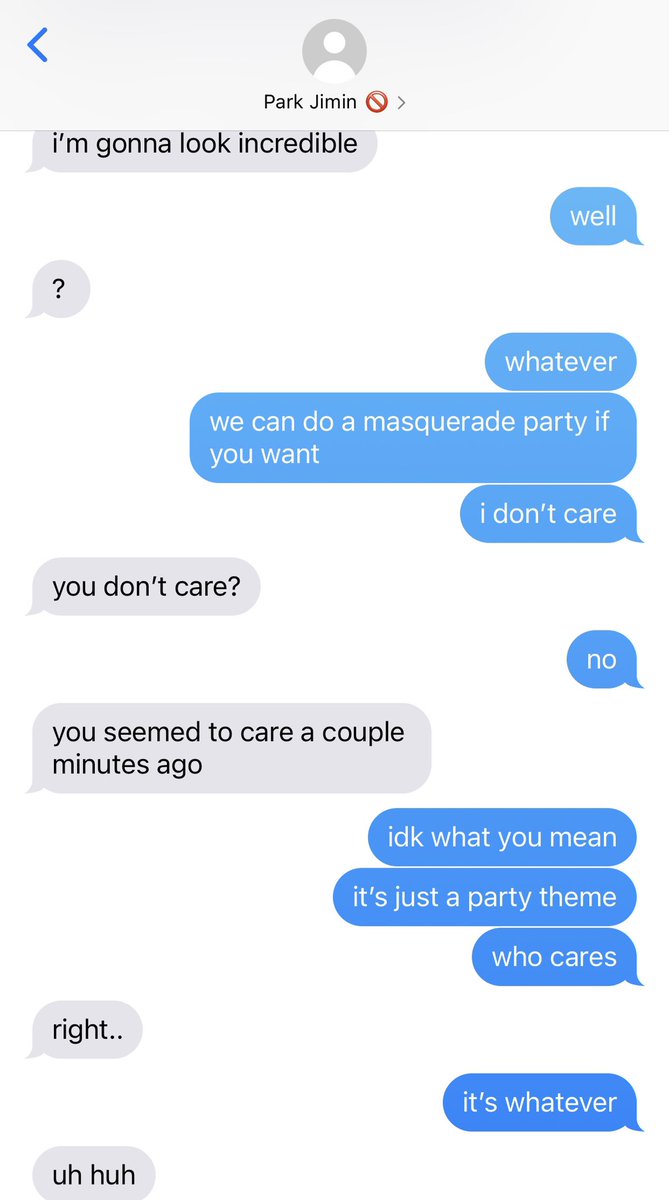 Park Jimin 🚫
i’m gonna look incredible
well
?
whatever
we can do a masquerade party if
you want
i don’t care
you don’t care?
no
you seemed to care a couple
minutes ago
idk what you mean
it’s just a party theme
who cares
right..
it’s whatever
uh huh